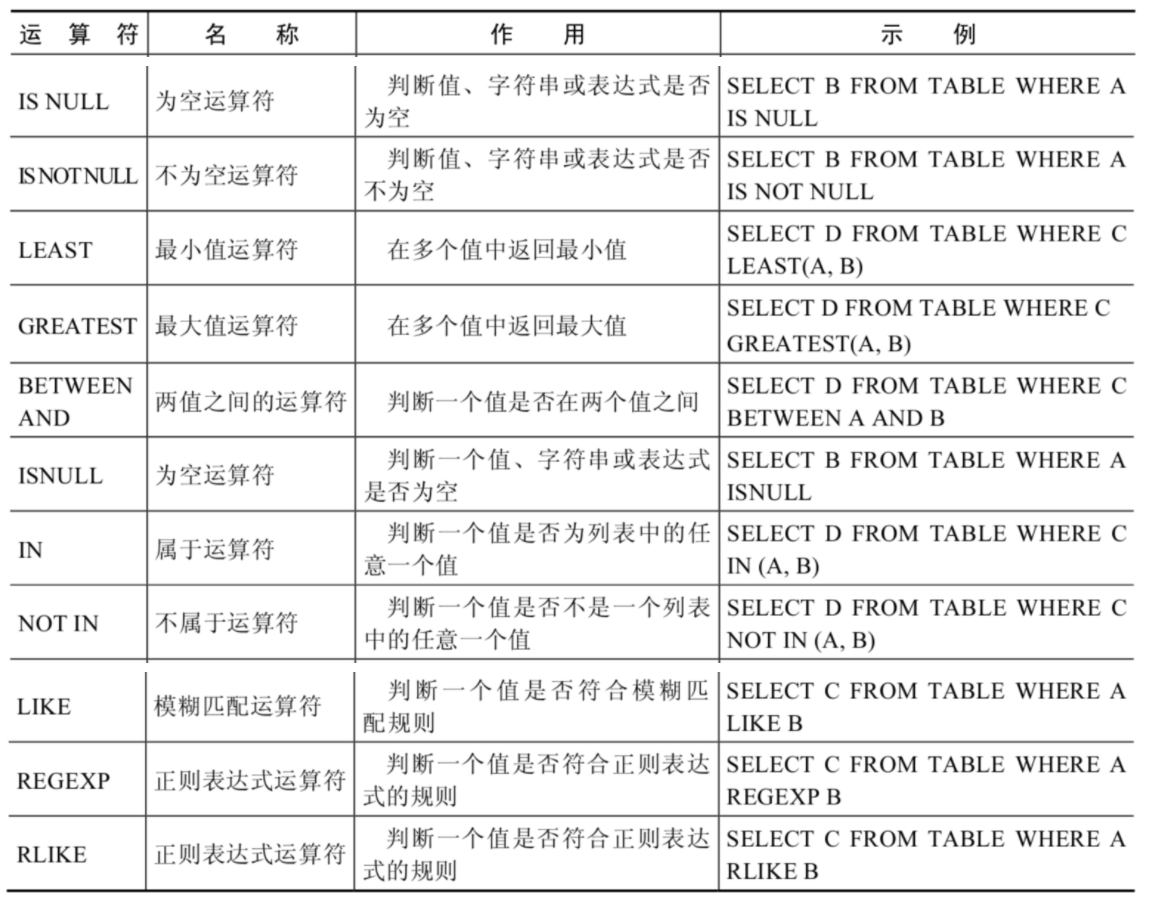 运 算 符 名 称 作 用 示 例
IS NULL 为空运算符 判断值、字符串或表达式是否为空 SELECT B FROM TABLE WHERE A IS NULL
IS NOT NULL 不为空运算符 判断值、字符串或表达式是否不为空 SELECT B FROM TABLE WHERE A IS NOT NULL
LEAST 最小值运算符 在多个值中返回最小值 SELECT D FROM TABLE WHERE C LEAST(A, B)
GREATEST 最大值运算符 在多个值中返回最大值 SELECT D FROM TABLE WHERE C GREATEST(A, B)
BETWEEN AND 两值之间的运算符 判断一个值是否在两个值之间 SELECT D FROM TABLE WHERE C BETWEEN A AND B
ISNULL 为空运算符 判断一个值、字符串或表达式是否为空 SELECT B FROM TABLE WHERE A ISNULL
IN 属于运算符 判断一个值是否为列表中的任意一个值 SELECT D FROM TABLE WHERE C IN (A, B)
NOT IN 不属于运算符 判断一个值是否不是一个列表中的任意一个值 SELECT D FROM TABLE WHERE C NOT IN (A, B)
LIKE 模糊匹配运算符 判断一个值是否符合模糊匹配规则 SELECT C FROM TABLE WHERE A LIKE B
REGEXP 正则表达式运算符 判断一个值是否符合正则表达式的规则 SELECT C FROM TABLE WHERE A REGEXP B
RLIKE 正则表达式运算符 判断一个值是否符合正则表达式的规则 SELECT C FROM TABLE WHERE A RLIKE B